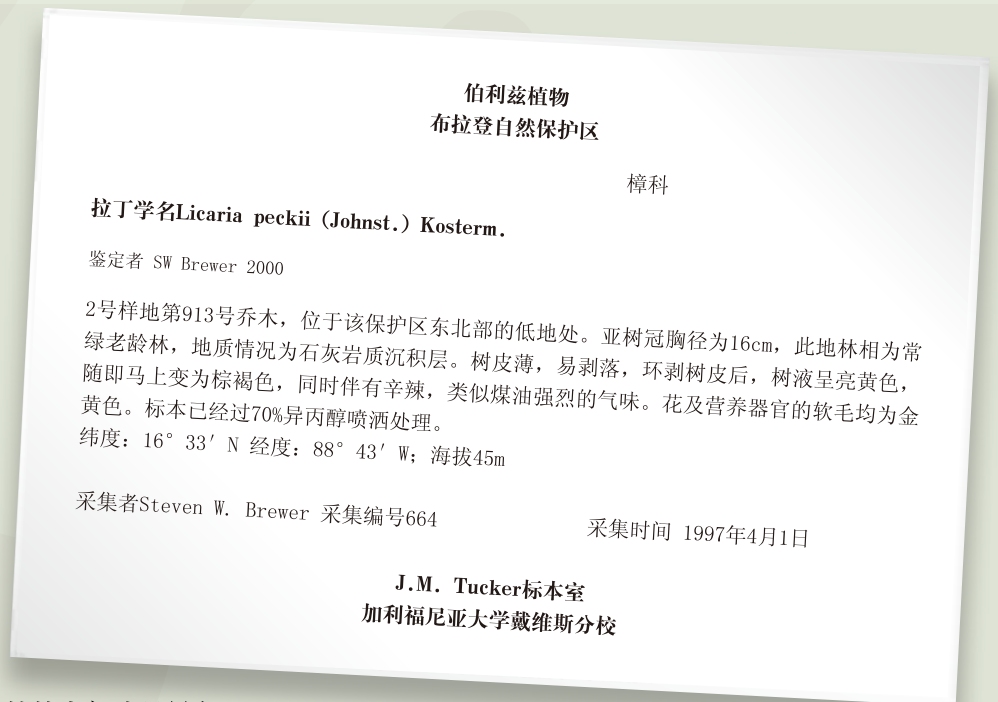 伯利兹植物
布拉登自然保护区
樟科
拉丁学名Licaria peckii (Johnst.) Kosterm.
鉴定者 SW Brewer 2000
2号样地第913号乔木，位于该保护区东北部的低地处。亚树冠胸径为16cm，此地林相为常
绿老龄林，地质情况为石灰岩质沉积层。树皮薄，易剥落，环剥树皮后，树液呈亮黄色，
随即马上变为棕褐色，同时伴有辛辣，类似煤油强烈的气味。花及营养器官的软毛均为金
黄色。标本已经过70%异丙醇喷洒处理。
纬度：16° 33′ N 经度：88° 43′ W；海拔45m
采集者Steven W. Brewer 采集编号664 采集时间 1997年4月1日
J.M. Tucker标本室
加利福尼亚大学戴维斯分校